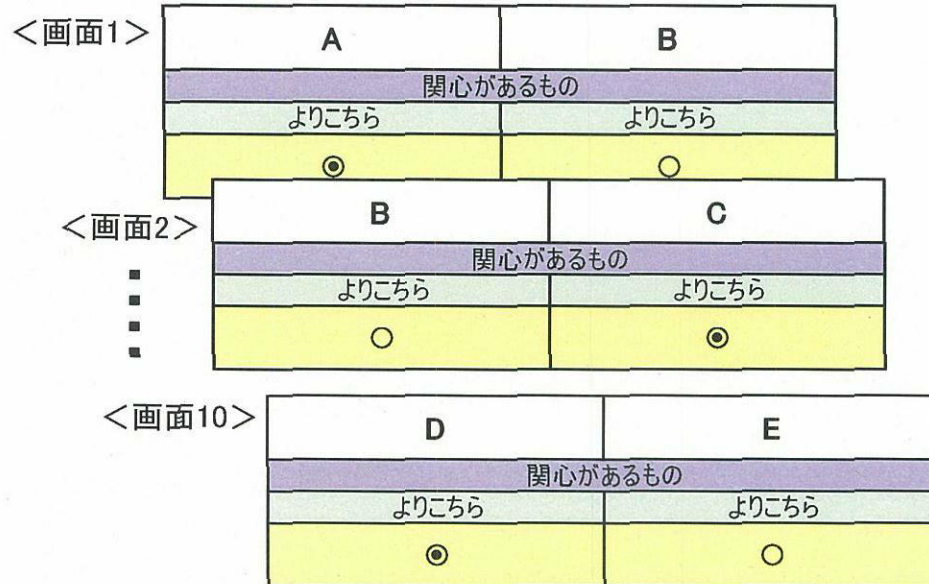 <画面1>
A B
関心があるもの
よりこちら よりこちら
<画面2>
B C
関心があるもの
よりこちら よりこちら
<画面10>
D E
関心があるもの
よりこちら よりこちら